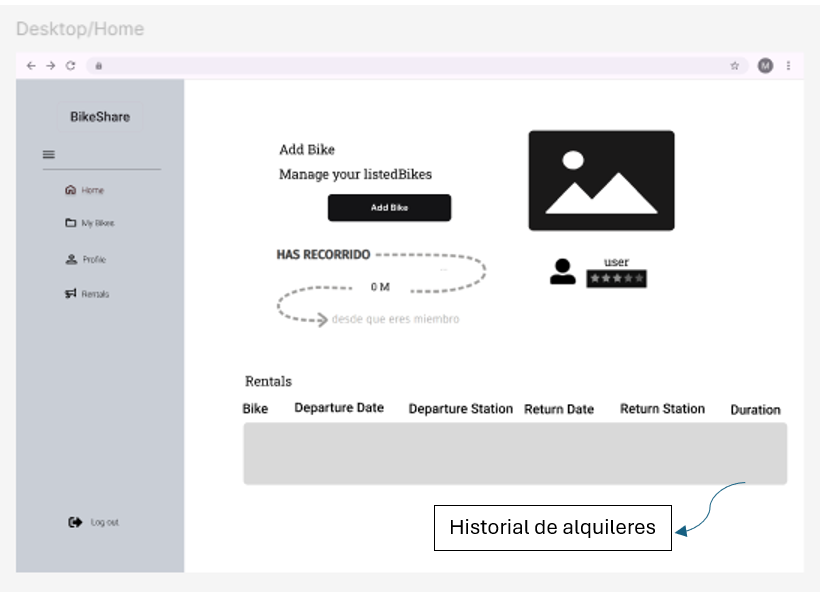 Desktop/Home
M
BikeShare
Home
My Bikes
Profile
Rentals
Log out
Add Bike
Manage your listedBikes
Add Bike
HAS RECORRIDO
0 M
desde que eres miembro
user
Rentals
Bike Departure Date Departure Station Return Date Return Station Duration
Historial de alquileres